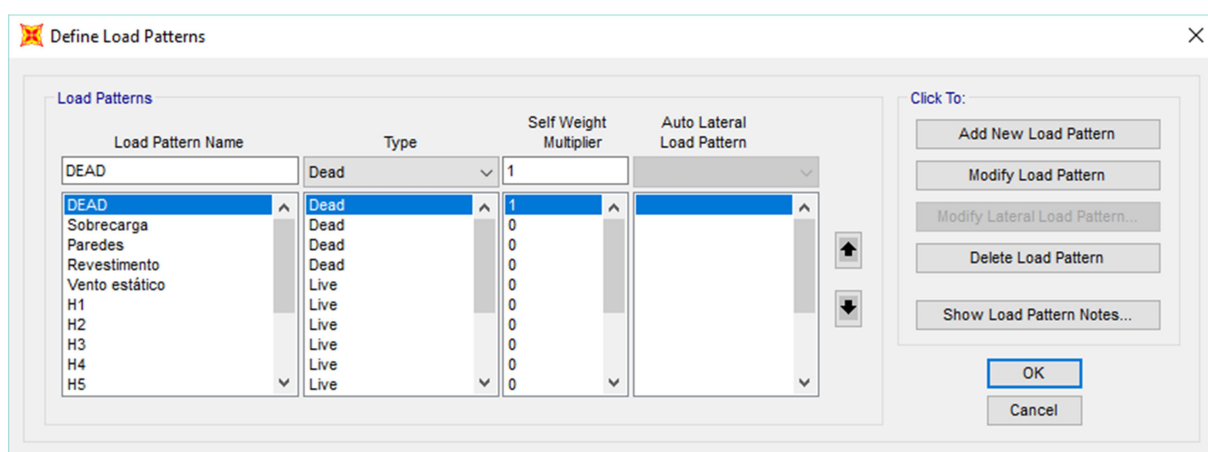 Define Load Patterns
Load Patterns
Click To:
Load Pattern Name
Type
Self Weight Multiplier
Auto Lateral Load Pattern
DEAD Dead 1
DEAD Dead 1
Sobrecarga Dead 0
Paredes Dead 0
Revestimento Dead 0
Vento estático Live 0
H1 Live 0
H2 Live 0
H3 Live 0
H4 Live 0
H5 Live 0
Add New Load Pattern
Modify Load Pattern
Modify Lateral Load Pattern...
Delete Load Pattern
Show Load Pattern Notes...
OK
Cancel